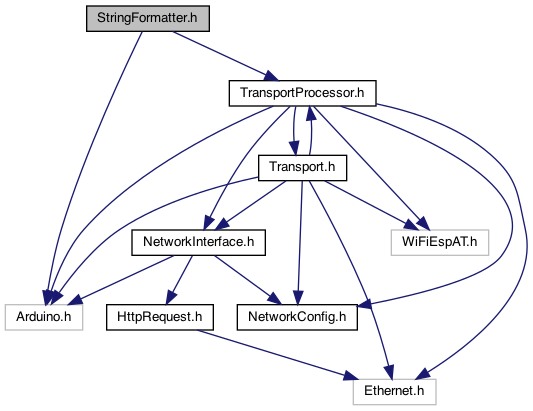 StringFormatter.h
TransportProcessor.h
Transport.h
NetworkInterface.h
WiFiEspAT.h
Arduino.h
HttpRequest.h
NetworkConfig.h
Ethernet.h